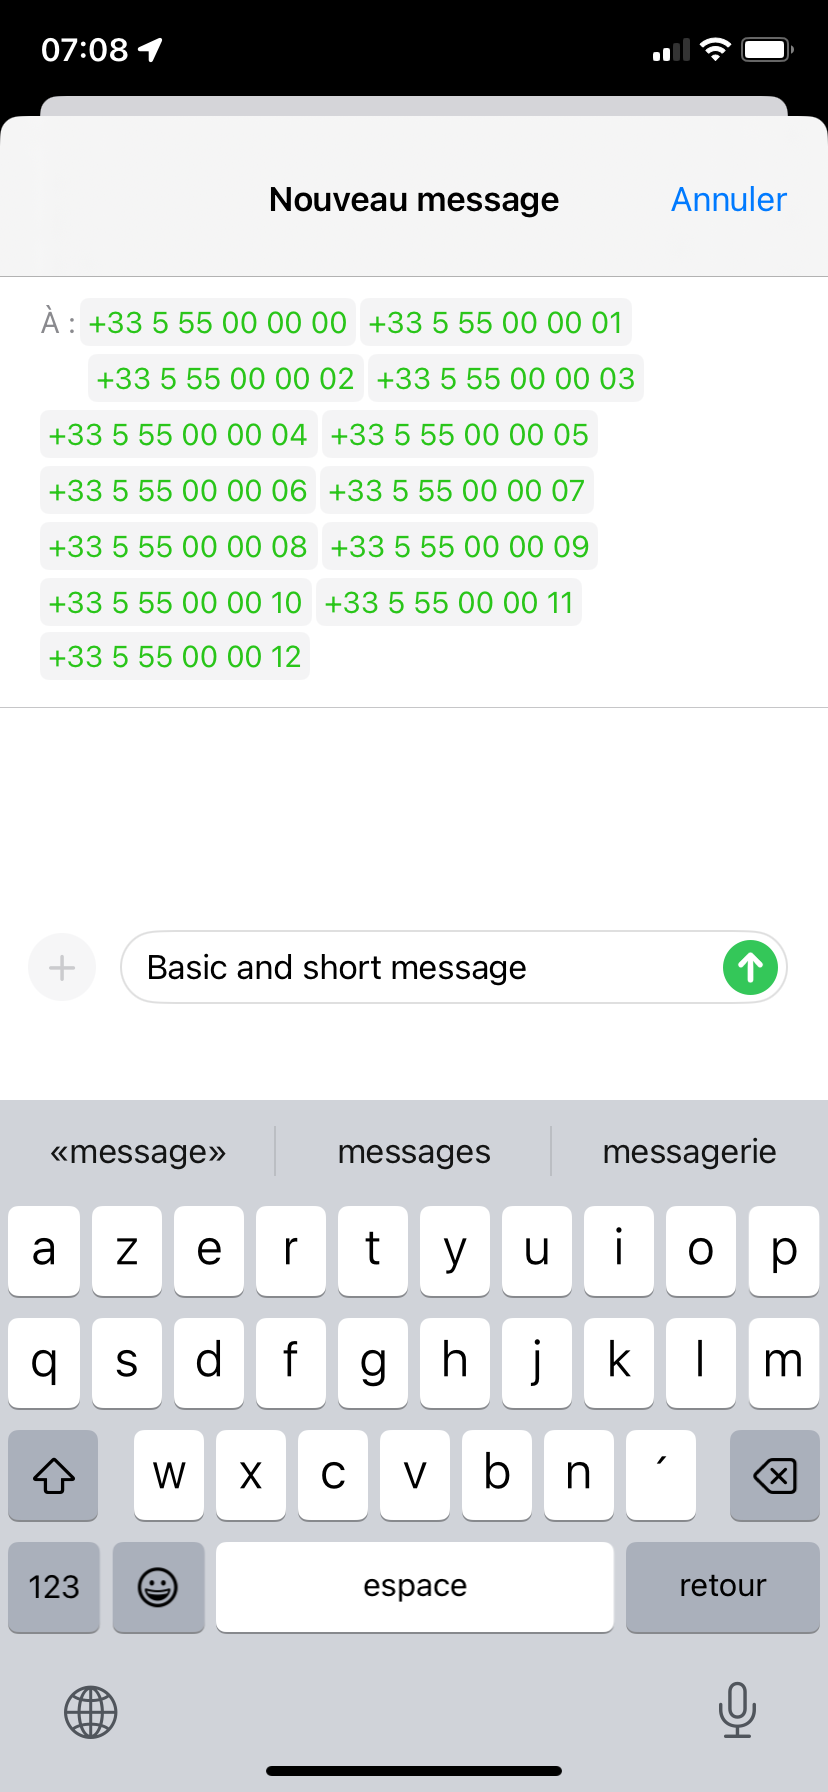 07:08
Nouveau message
Annuler
À : +33 5 55 00 00 00 +33 5 55 00 00 01
+33 5 55 00 00 02 +33 5 55 00 00 03
+33 5 55 00 00 04 +33 5 55 00 00 05
+33 5 55 00 00 06 +33 5 55 00 00 07
+33 5 55 00 00 08 +33 5 55 00 00 09
+33 5 55 00 00 10 +33 5 55 00 00 11
+33 5 55 00 00 12
Basic and short message
«message» messages messagerie
a z e r t y u i o p
q s d f g h j k l m
w x c v b n ´
123 espace retour